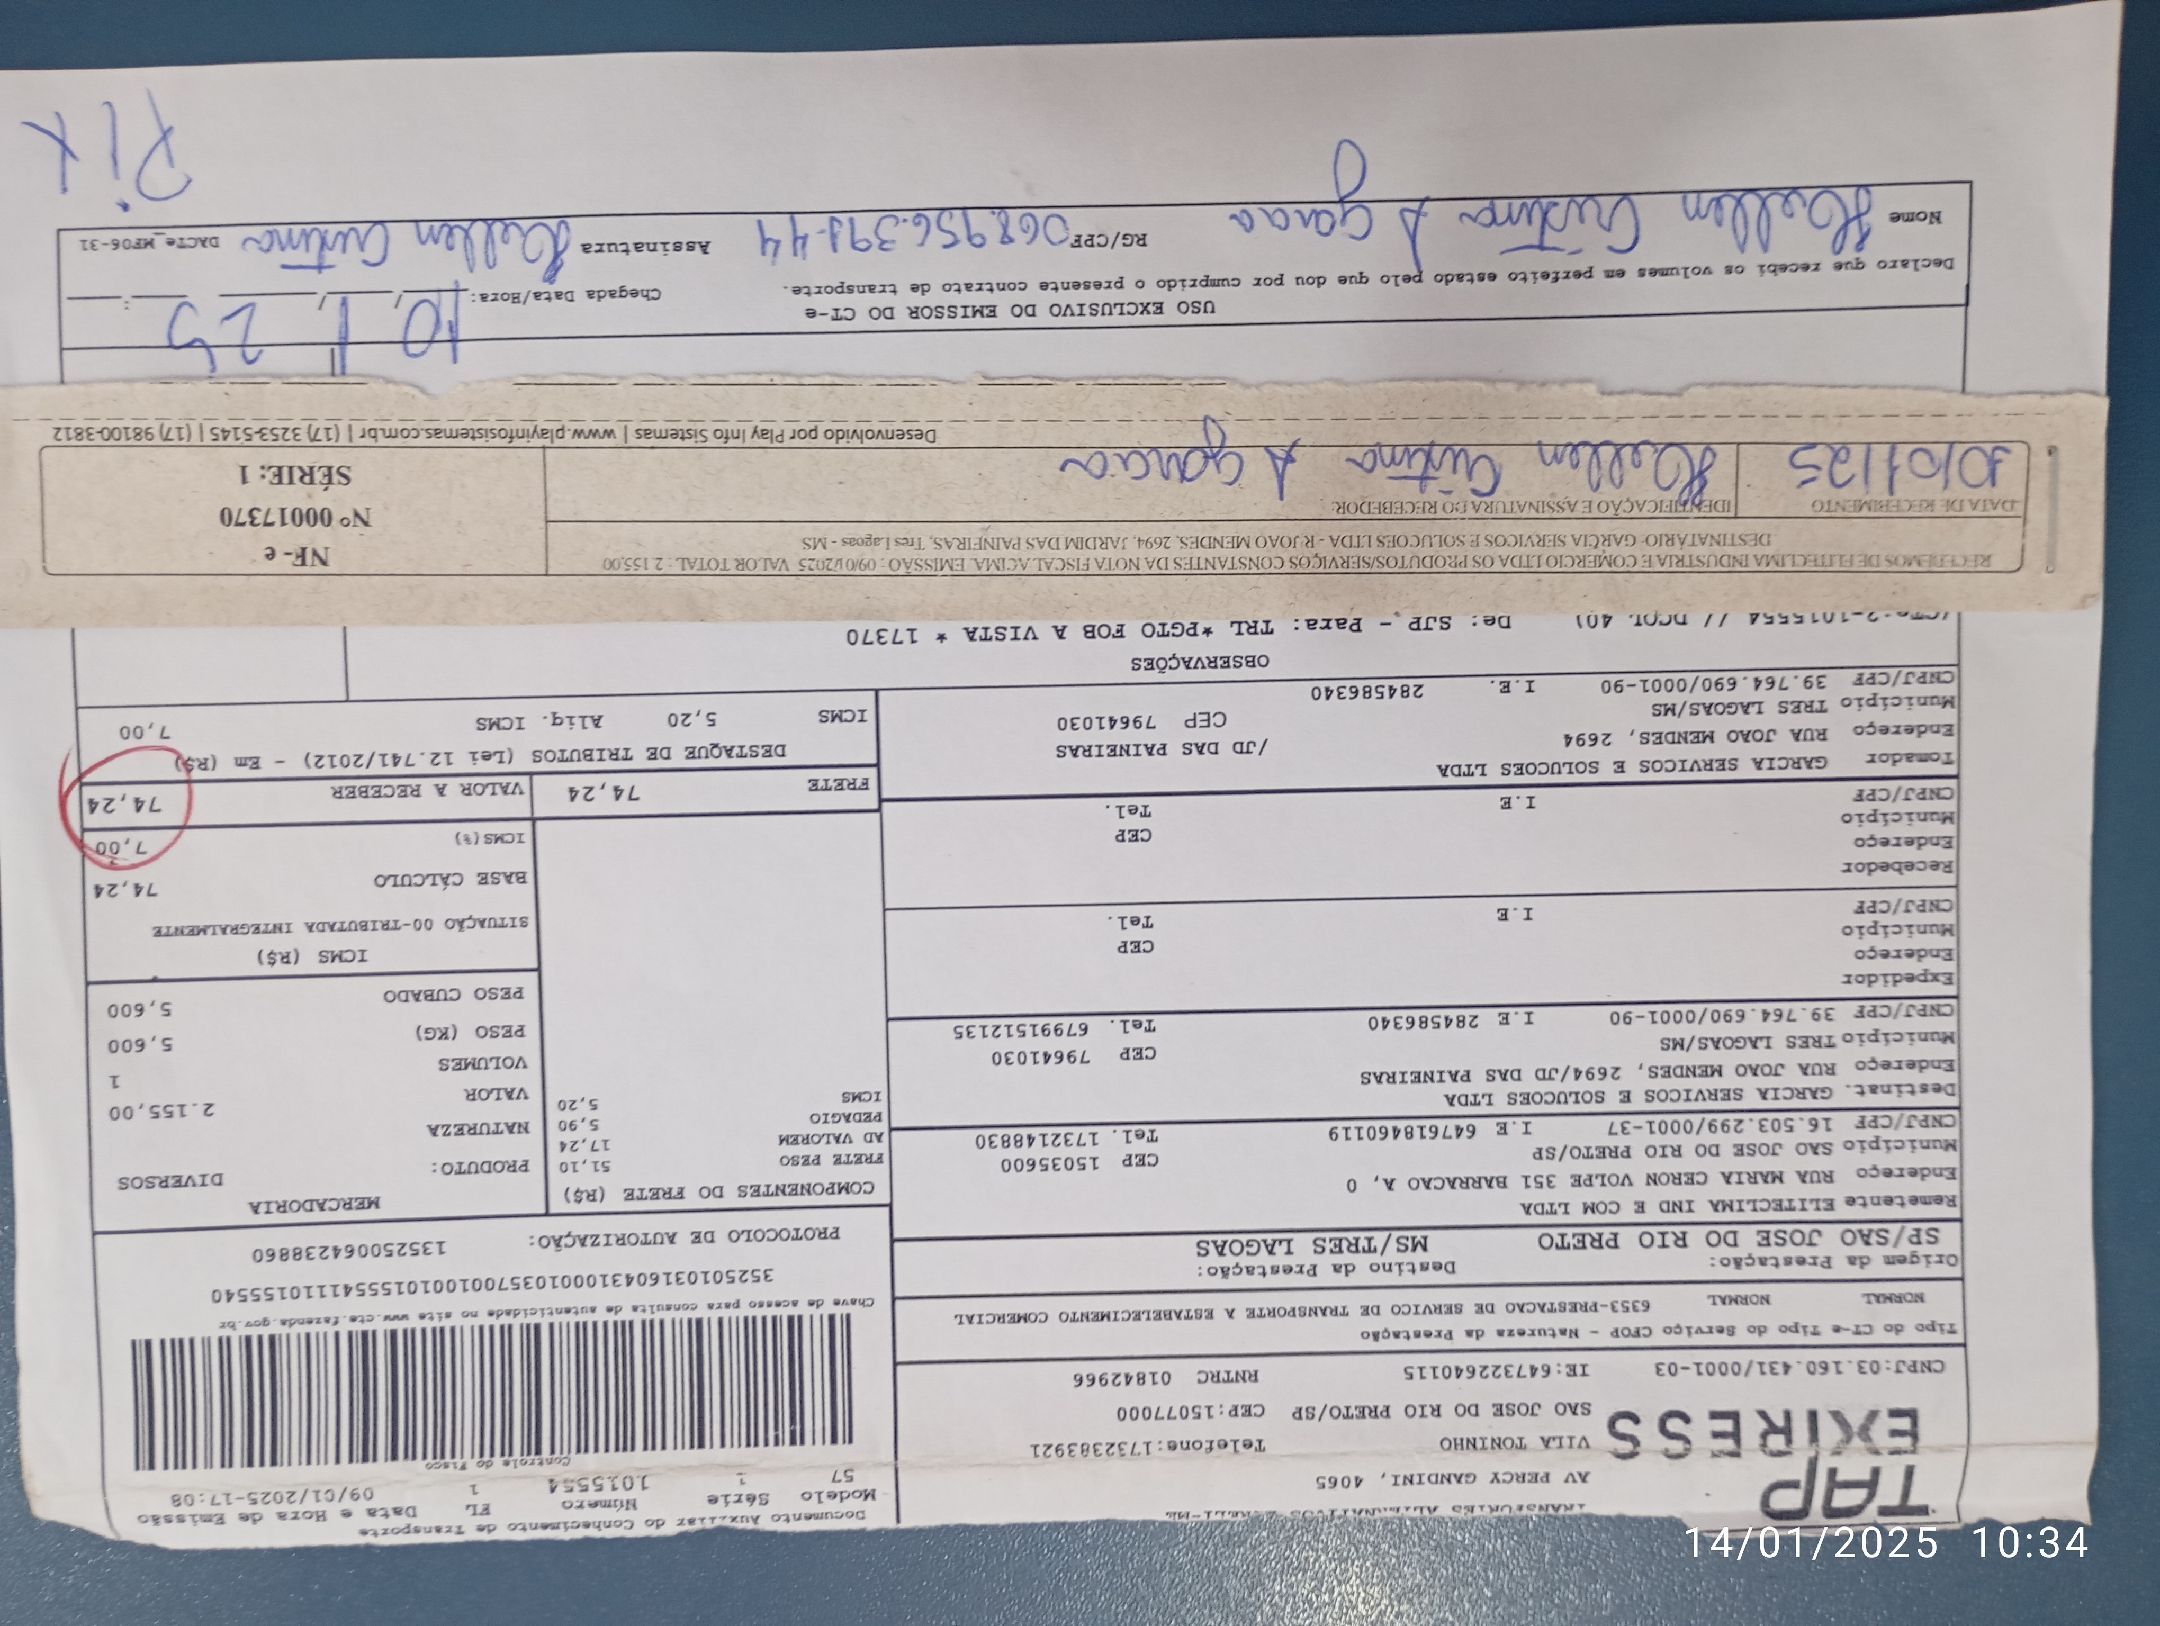 TAP
EXPRESS
AV PERCY GANDINI, 4065
VILA TONINHO Telefone:1732383921
SAO JOSE DO RIO PRETO/SP CEP:15077000
CNPJ:03.160.431/0001-03 IE:64732264011​5 RNTRC 01842966
Documento Auxiliar do Conhecimento de Transporte
Modelo Série Número FL Data e Hora de Emissão
57 1 1015554 1 09/01/2025-17:08
Controle do Fisco
Chave de acesso para consulta de autenticidade no site www.cte.fazenda.gov.br
35250103160431000103570010010155541110155540
PROTOCOLO DE AUTORIZAÇÃO: 135250064238860
Tipo do CT-e Tipo do Serviço CFOP - Natureza da Prestação
NORMAL NORMAL 6353-PRESTACAO DE SERVICO DE TRANSPORTE A ESTABELECIMENTO COMERCIAL
Origem da Prestação: Destino da Prestação:
SP/SAO JOSE DO RIO PRETO MS/TRES LAGOAS
Remetente ELITECLIMA IND E COM LTDA
Endereço RUA MARIA CERON VOLPE 351 BARRACAO A, 0
Município SAO JOSE DO RIO PRETO/SP CEP 15035600
CNPJ/CPF 16.503.299/0001-37 I.E 647618460119 Tel. 1732148830
Destinat. GARCIA SERVICOS E SOLUCOES LTDA
Endereço RUA JOAO MENDES, 2694/JD DAS PAINEIRAS
Município TRES LAGOAS/MS CEP 79641030
CNPJ/CPF 39.764.690/0001-90 I.E 284586340 Tel. 67991512135
Expedidor
Endereço
Município CEP
CNPJ/CPF I.E Tel.
Recebedor
Endereço
Município CEP
CNPJ/CPF I.E Tel.
Tomador GARCIA SERVICOS E SOLUCOES LTDA
Endereço RUA JOAO MENDES, 2694 /JD DAS PAINEIRAS
Município TRES LAGOAS/MS CEP 79641030
CNPJ/CPF 39.764.690/0001-90 I.E. 284586340
COMPONENTES DO FRETE (R$)
FRETE PESO 51,10
AD VALOREM 17,24
PEDAGIO 5,90
ICMS 5,20
FRETE 74,24
MERCADORIA
PRODUTO: DIVERSOS
NATUREZA
VALOR 2.155,00
VOLUMES 1
PESO (KG) 5,600
PESO CUBADO 5,600
ICMS (R$)
SITUAÇÃO 00-TRIBUTADA INTEGRALMENTE
BASE CÁLCULO 74,24
ICMS(%) 7,00
VALOR A RECEBER 74,24
DESTAQUE DE TRIBUTOS (Lei 12.741/2012) - Em (R$)
ICMS 5,20 Aliq. ICMS 7,00
OBSERVAÇÕES
De: SJP - Para: TRL *PGTO FOB A VISTA * 17370
RECEBEMOS DE ELITECLIMA INDUSTRIA E COMERCIO LTDA OS PRODUTOS/SERVIÇOS CONSTANTES DA NOTA FISCAL ACIMA. EMISSÃO : 09/01/2025 VALOR TOTAL : 2.155,00
DESTINATÁRIO: GARCIA SERVICOS E SOLUCOES LTDA - R JOAO MENDES, 2694, JARDIM DAS PAINEIRAS, Tres Lagoas - MS
NF-e
Nº 00017370
SÉRIE: 1
DATA DE RECEBIMENTO IDENTIFICAÇÃO E ASSINATURA DO RECEBEDOR
10/01/25 Hellen Cristina A Garcia
Desenvolvido por Play Info Sistemas | www.playinfosistemas.com.br | (17) 3253-5145 | (17) 98100-3812
USO EXCLUSIVO DO EMISSOR DO CT-e
Declaro que recebi os volumes em perfeito estado pelo que dou por cumprido o presente contrato de transporte.
Chegada Data/Hora: 10 1 25
Nome Hellen Cristina A Garcia RG/CPF 068.956.391-44 Assinatura Hellen Cristina DACTe_MF06-31
Pix
14/01/2025 10:34